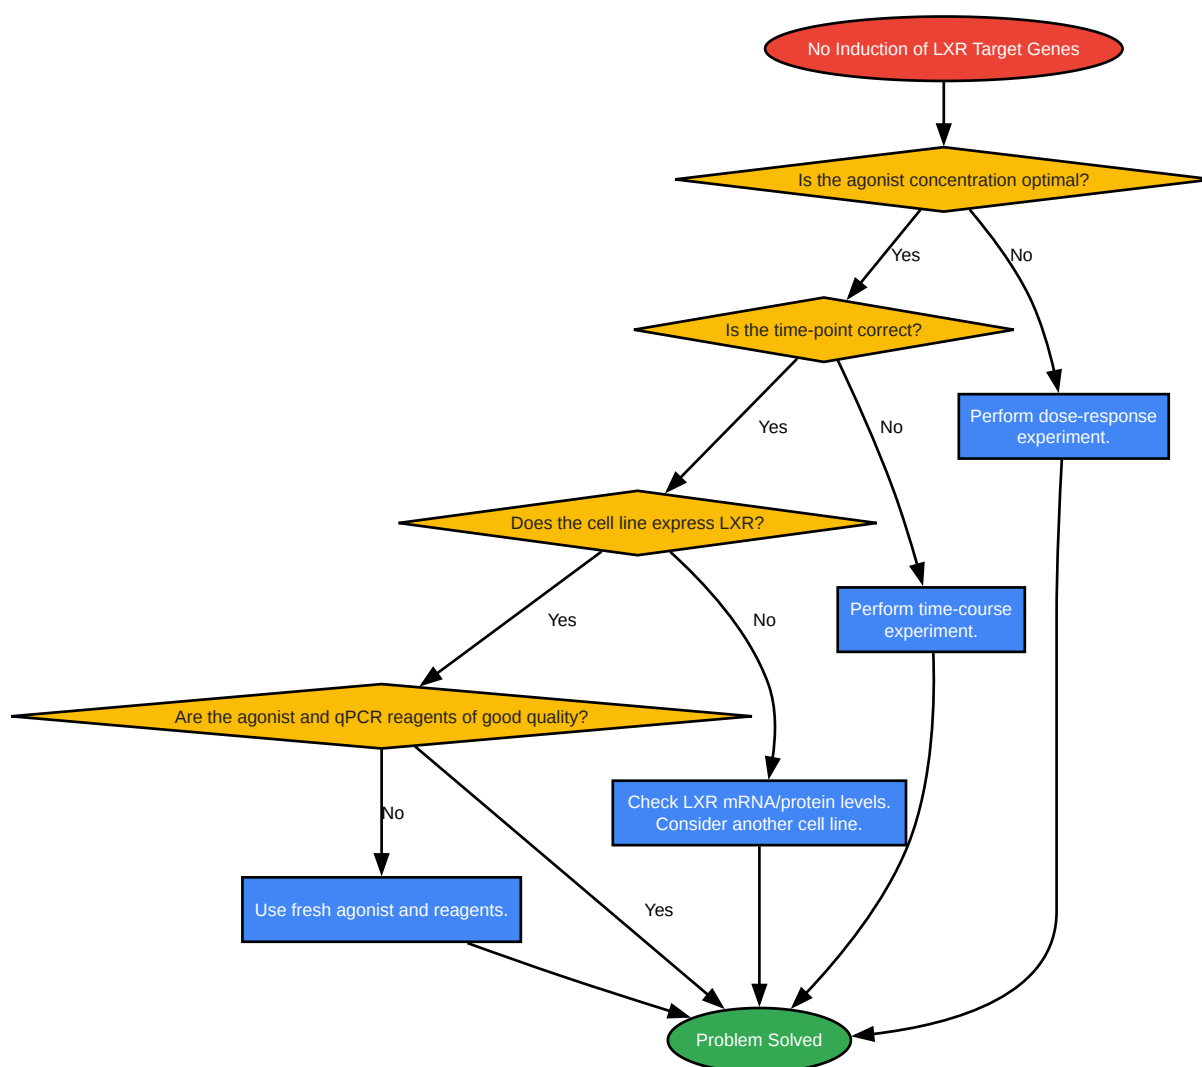 No Induction of LXR Target Genes
Is the agonist concentration optimal?
Yes
No
Is the time-point correct?
Perform dose-response
experiment.
Yes
No
Does the cell line express LXR?
Perform time-course
experiment.
Yes
No
Are the agonist and qPCR reagents of good quality?
Check LXR mRNA/protein levels.
Consider another cell line.
No
Use fresh agonist and reagents.
Yes
Problem Solved